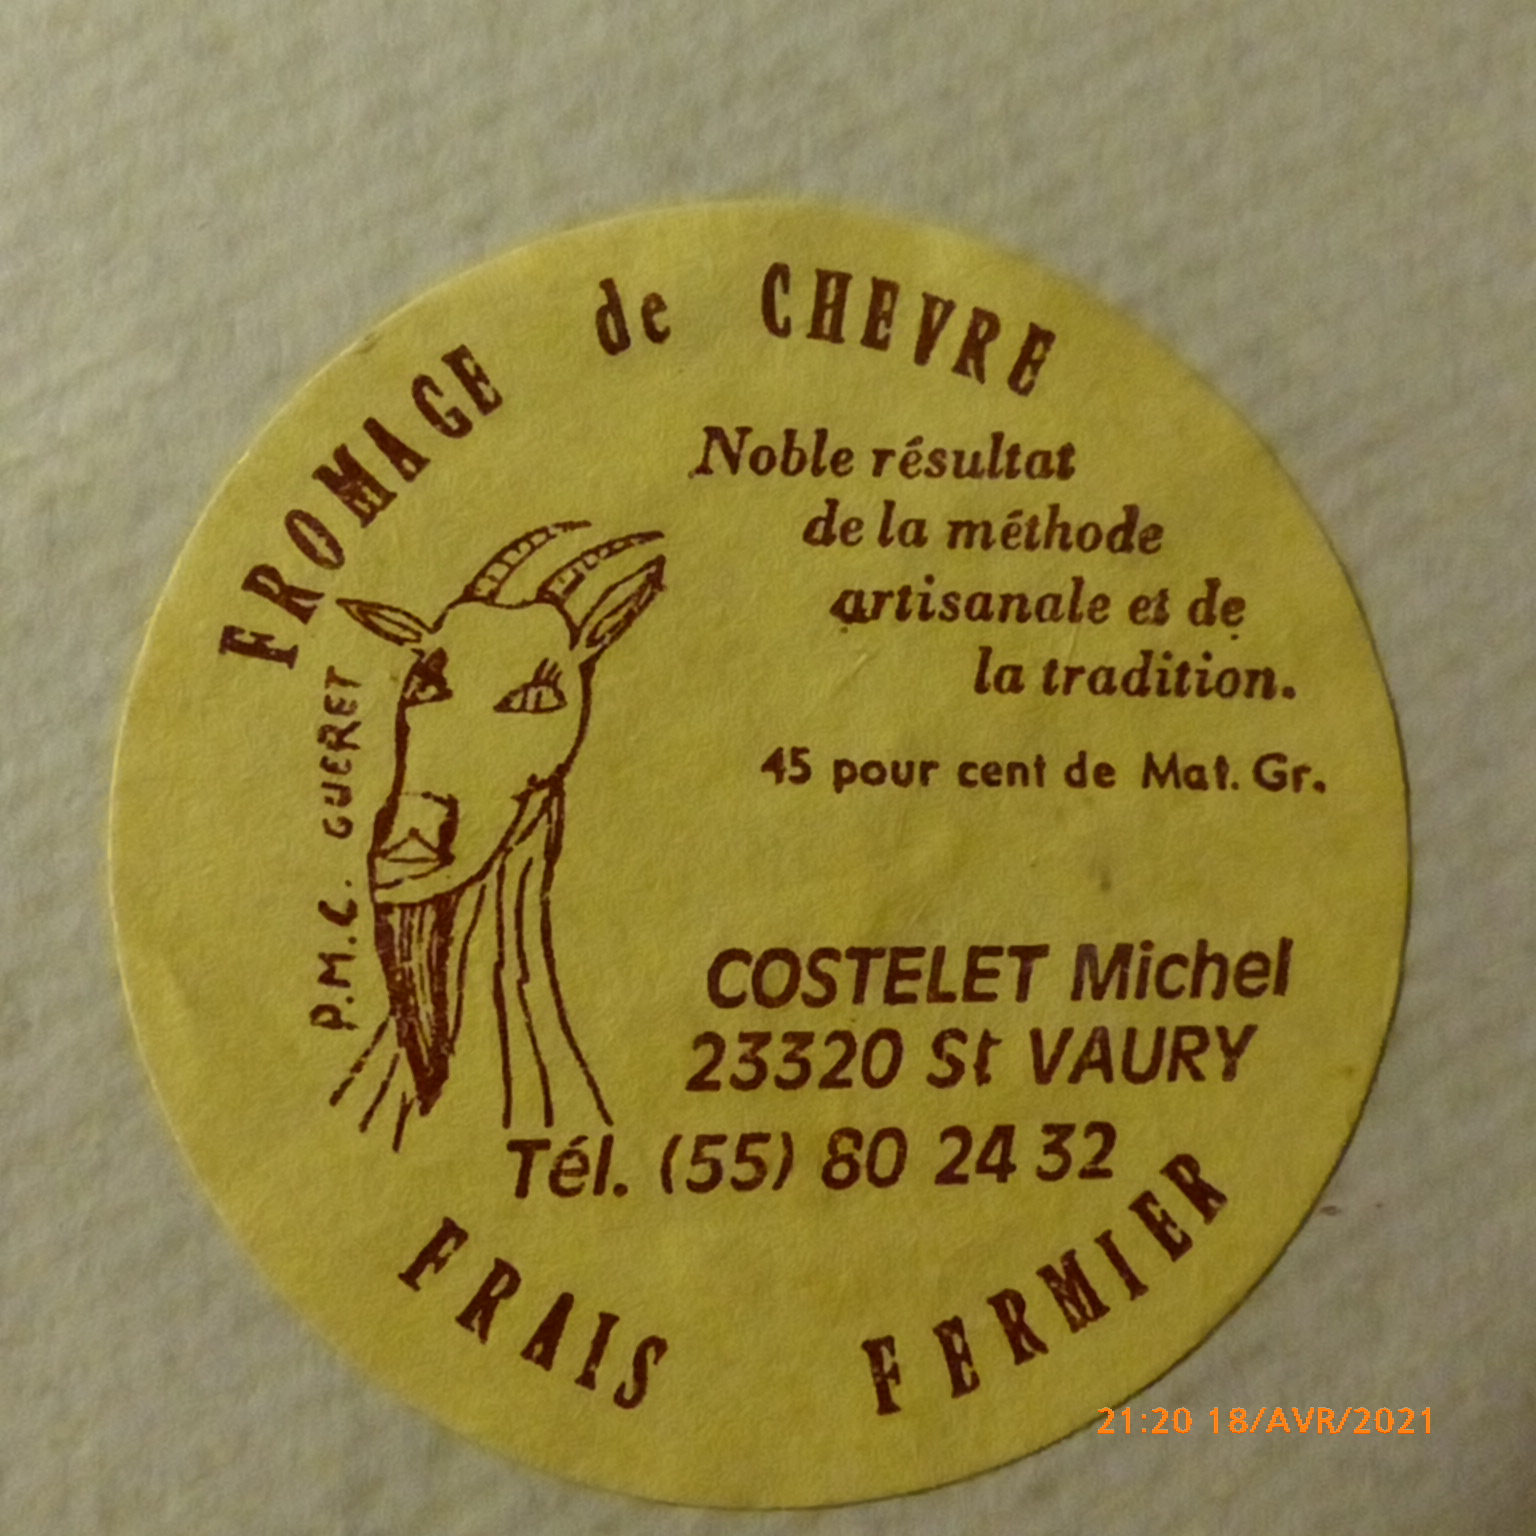 FROMAGE de CHEVRE
Noble résultat
de la méthode
artisanale et de
la tradition.
45 pour cent de Mat. Gr.
P.M.C. GUERET
COSTELET Michel
23320 St VAURY
Tél. (55) 80 24 32
FRAIS FERMIER
21:20 18/AVR/2021